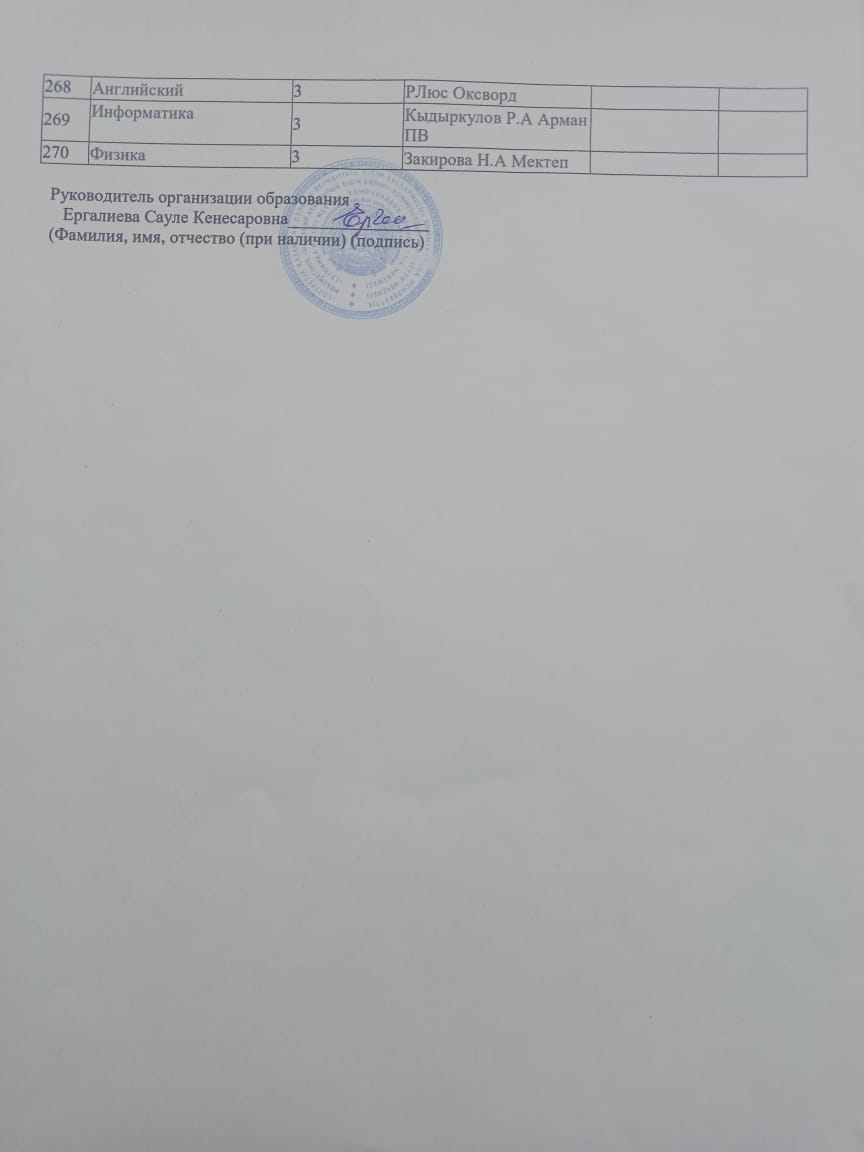 268 Английский 3 РЛюс Оксворд
269 Информатика 3 Кыдыркулов Р.А Арман
ПВ
270 Физика 3 Закирова Н.А Мектеп
Руководитель организации образования
Ергалиева Сауле Кенесаровна
(Фамилия, имя, отчество (при наличии) (подпись)